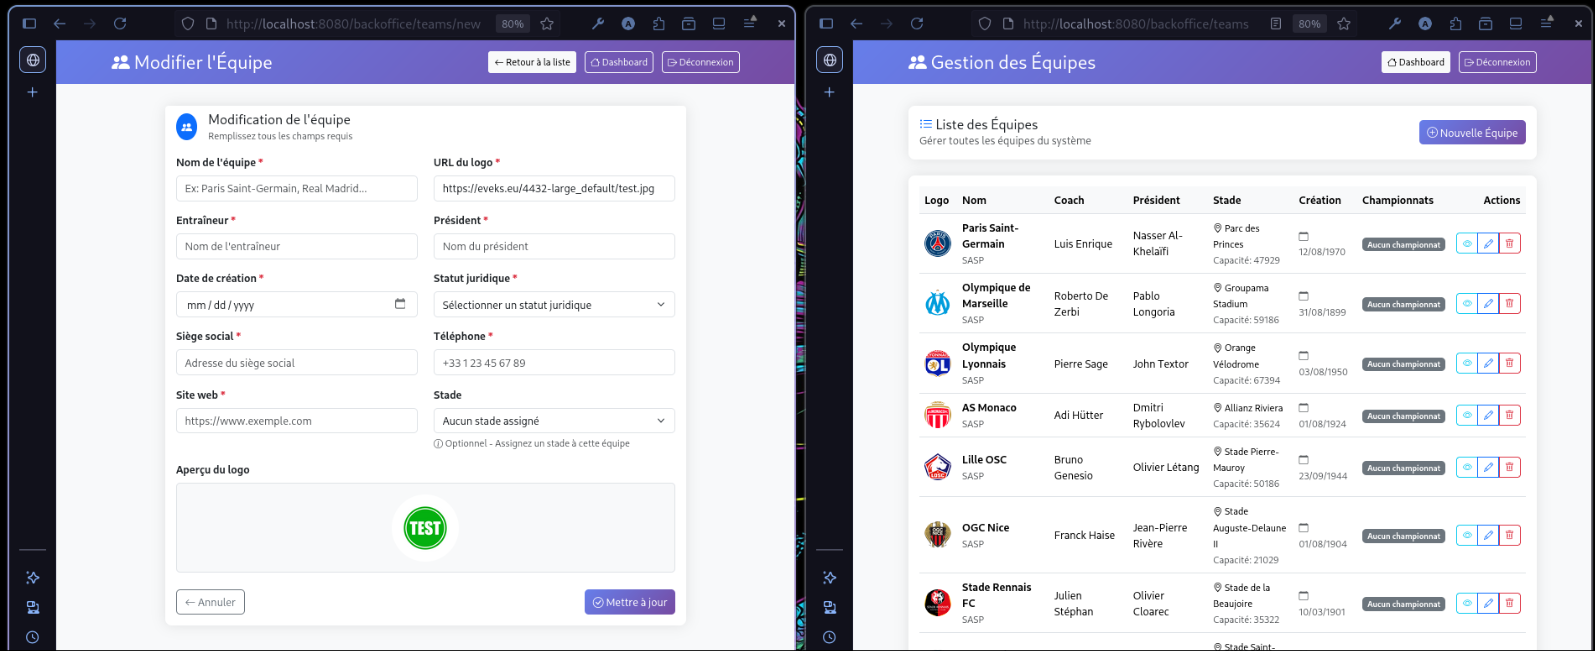 http://localhost:8080/backoffice/teams/new
80%
Modifier l'Équipe
← Retour à la liste
Dashboard
Déconnexion
Modification de l'équipe
Remplissez tous les champs requis
Nom de l'équipe *
URL du logo *
Ex: Paris Saint-Germain, Real Madrid...
https://eveks.eu/4432-large_default/test.jpg
Entraîneur *
Président *
Nom de l'entraîneur
Nom du président
Date de création *
Statut juridique *
mm/dd/yyyy
Sélectionner un statut juridique
Siège social *
Téléphone *
Adresse du siège social
+33 1 23 45 67 89
Site web *
Stade
https://www.exemple.com
Aucun stade assigné
Optionnel - Assignez un stade à cette équipe
Aperçu du logo
TEST
← Annuler
Mettre à jour
http://localhost:8080/backoffice/teams
80%
Gestion des Équipes
Dashboard
Déconnexion
Liste des Équipes
Gérer toutes les équipes du système
Nouvelle Équipe
Logo Nom Coach Président Stade Création Championnats Actions
Paris Saint-
Germain
SASP
Luis Enrique
Nasser Al-
Khelaïfi
Parc des
Princes
Capacité: 47929
12/08/1970
Aucun championnat
Olympique de
Marseille
SASP
Roberto De
Zerbi
Pablo
Longoria
Groupama
Stadium
Capacité: 59186
31/08/1899
Aucun championnat
Olympique
Lyonnais
SASP
Pierre Sage
John Textor
Orange
Vélodrome
Capacité: 67394
03/08/1950
Aucun championnat
AS Monaco
SASP
Adi Hütter
Dmitri
Rybolovlev
Allianz Riviera
Capacité: 35624
01/08/1924
Aucun championnat
Lille OSC
SASP
Bruno
Genesio
Olivier Létang
Stade Pierre-
Mauroy
Capacité: 50186
23/09/1944
Aucun championnat
OGC Nice
SASP
Franck Haise
Jean-Pierre
Rivère
Stade
Auguste-Delaune
II
Capacité: 21029
01/08/1904
Aucun championnat
Stade Rennais
FC
SASP
Julien
Stéphan
Olivier
Cloarec
Stade de la
Beaujoire
Capacité: 35322
10/03/1901
Aucun championnat
Stade Saint-